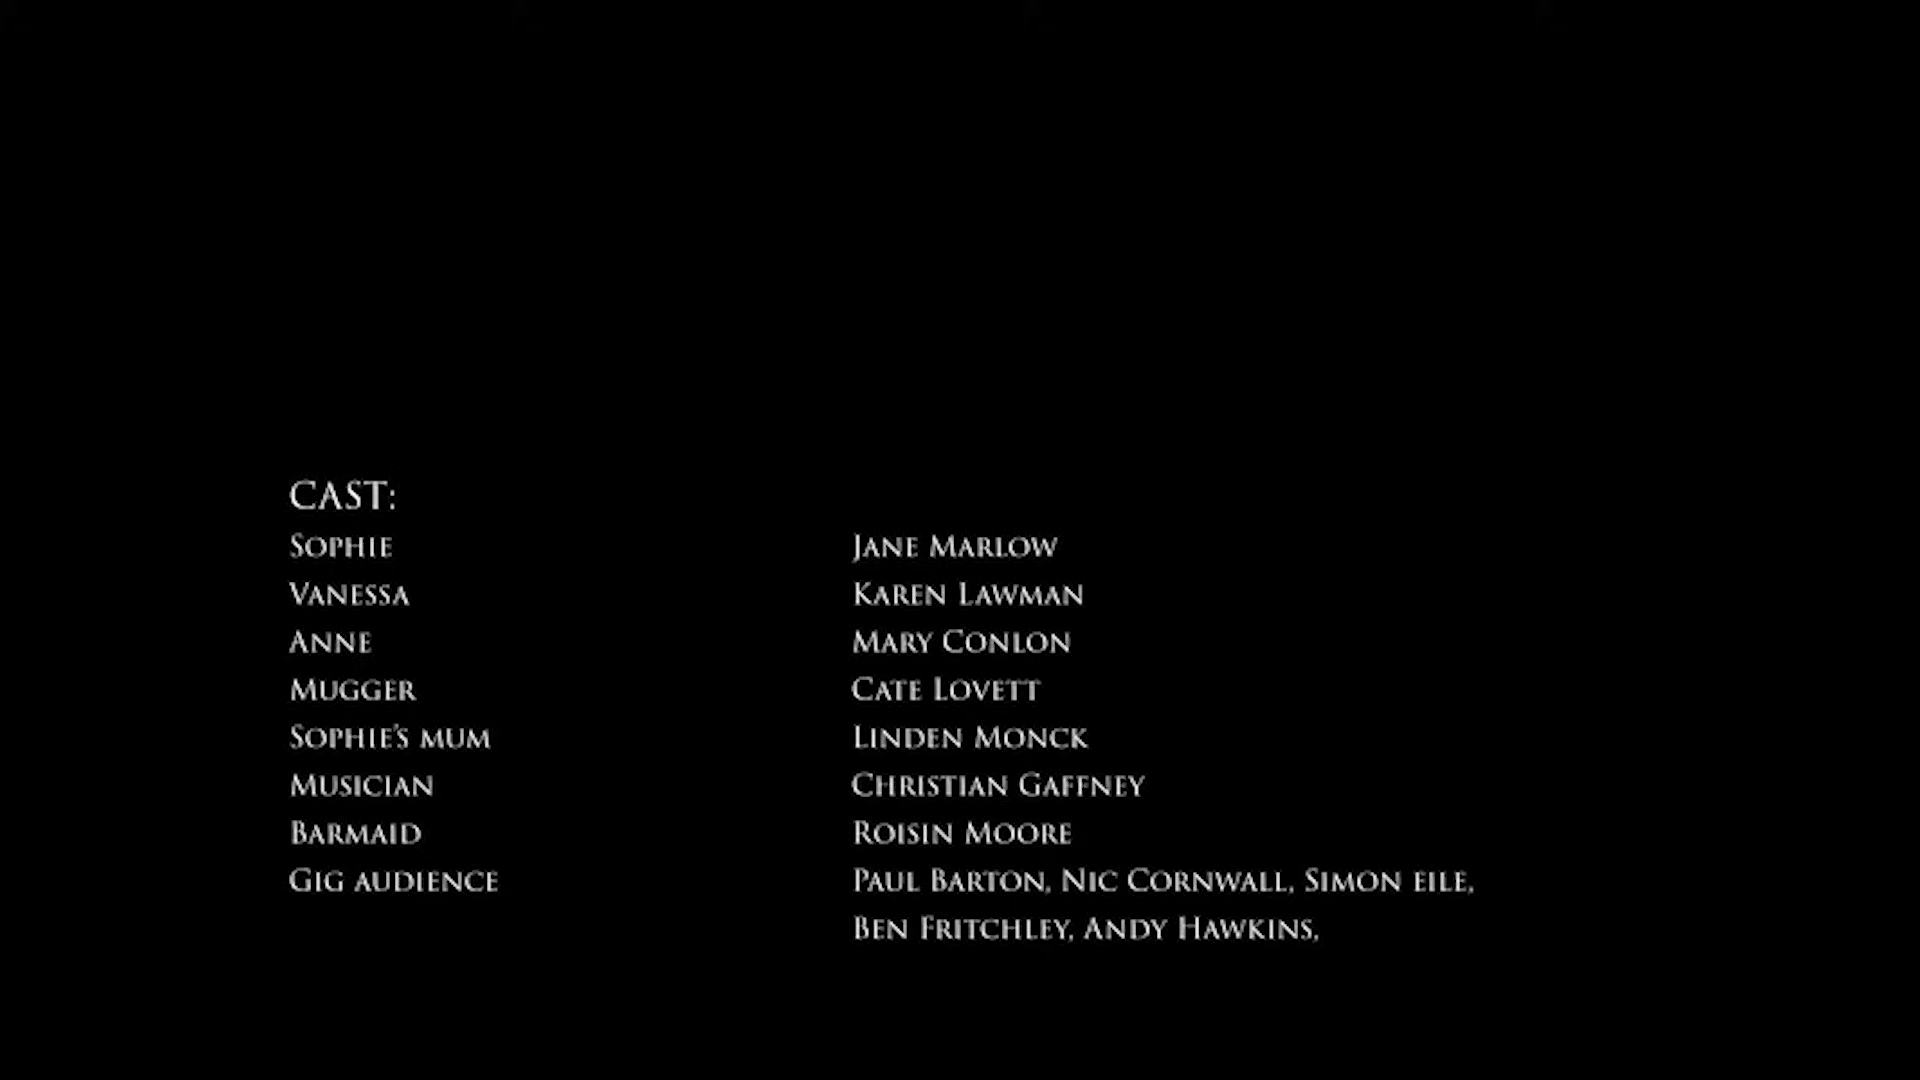 CAST:
Sophie Jane Marlow
Vanessa Karen Lawman
Anne Mary Conlon
Mugger Cate Lovett
Sophie's mum Linden Monck
Musician Christian Gaffney
Barmaid Roisin Moore
Gig audience Paul Barton, Nic Cornwall, Simon eile,
Ben Fritchley, Andy Hawkins,